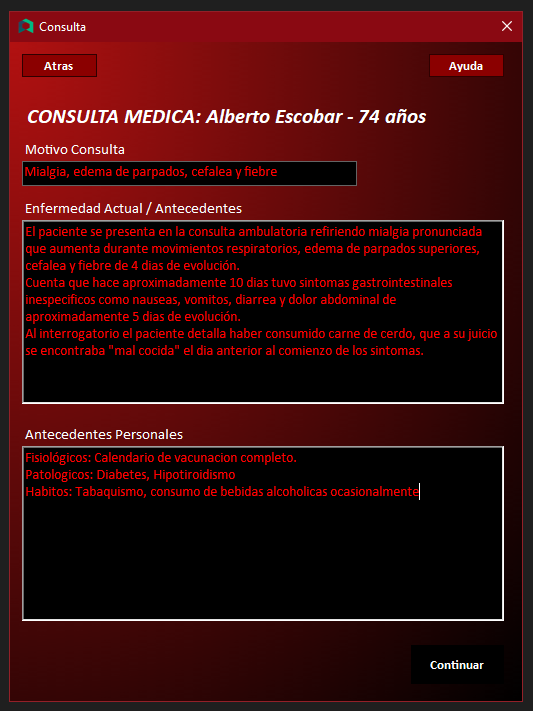 Consulta
Atras
Ayuda
CONSULTA MEDICA: Alberto Escobar - 74 años
Motivo Consulta
Mialgia, edema de parpados, cefalea y fiebre
Enfermedad Actual / Antecedentes
El paciente se presenta en la consulta ambulatoria refiriendo mialgia pronunciada
que aumenta durante movimientos respiratorios, edema de parpados superiores,
cefalea y fiebre de 4 dias de evolución.
Cuenta que hace aproximadamente 10 dias tuvo sintomas gastrointestinales
inespecificos como nauseas, vomitos, diarrea y dolor abdominal de
aproximadamente 5 dias de evolución.
Al interrogatorio el paciente detalla haber consumido carne de cerdo, que a su juicio
se encontraba "mal cocida" el dia anterior al comienzo de los sintomas.
Antecedentes Personales
Fisiológicos: Calendario de vacunacion completo.
Patologicos: Diabetes, Hipotiroidismo
Habitos: Tabaquismo, consumo de bebidas alcoholicas ocasionalmente
Continuar